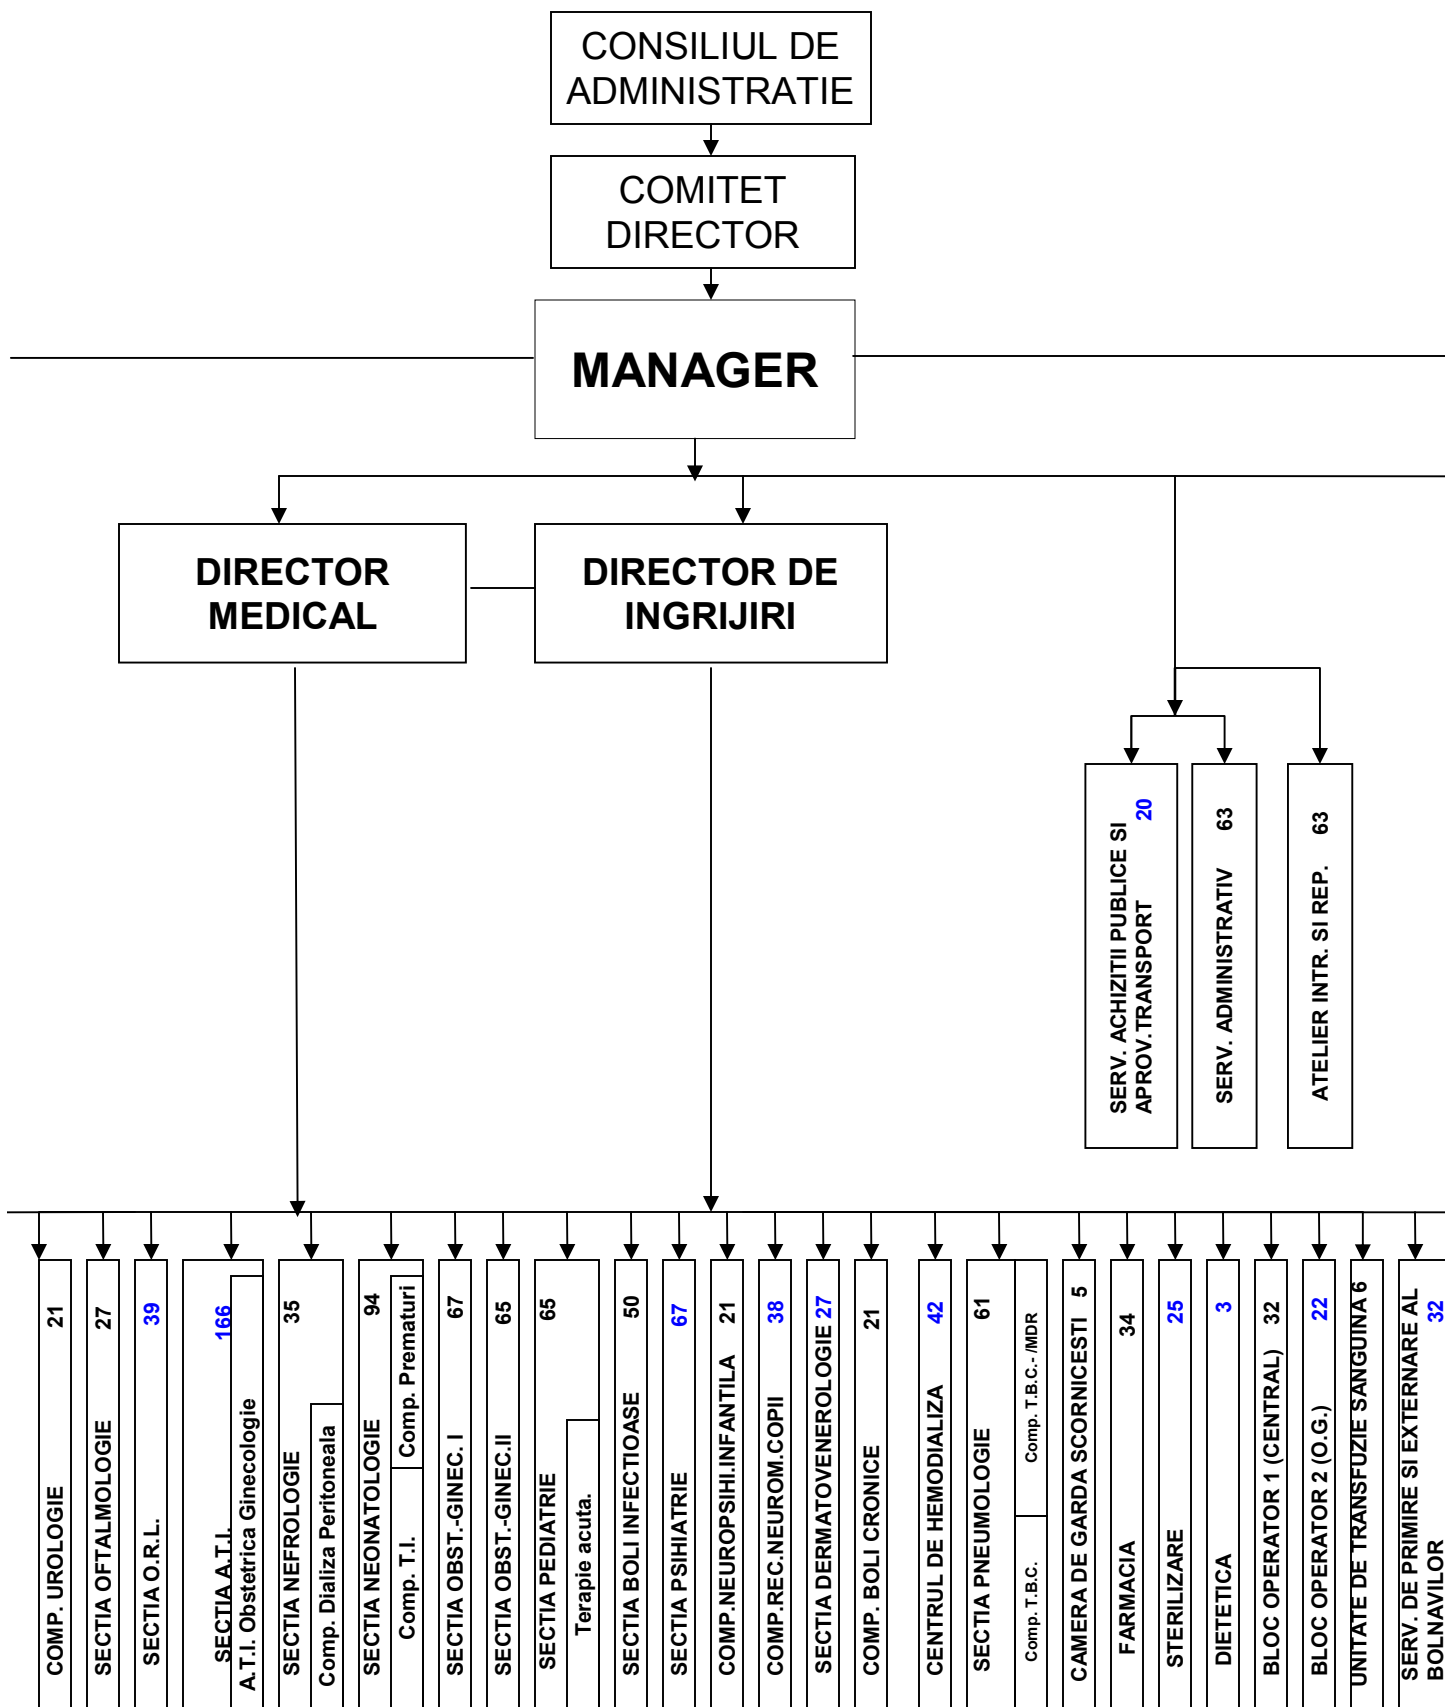 CONSILIUL DE
ADMINISTRATIE
COMITET
DIRECTOR
MANAGER
DIRECTOR
MEDICAL
DIRECTOR DE
INGRIJIRI
SERV. ACHIZITII PUBLICE SI
APROV.TRANSPORT 20
SERV. ADMINISTRATIV 63
ATELIER INTR. SI REP. 63
COMP. UROLOGIE 21
SECTIA OFTALMOLOGIE 27
SECTIA O.R.L. 39
SECTIA A.T.I. 166
A.T.I. Obstetrica Ginecologie
SECTIA NEFROLOGIE 35
Comp. Dializa Peritoneala
SECTIA NEONATOLOGIE 94
Comp. T.I.
Comp. Prematuri
SECTIA OBST.-GINEC. I 67
SECTIA OBST.-GINEC.II 65
SECTIA PEDIATRIE 65
Terapie acuta.
SECTIA BOLI INFECTIOASE 50
SECTIA PSIHIATRIE 67
COMP.NEUROPSIHI.INFANTILA 21
COMP.REC.NEUROM.COPII 38
SECTIA DERMATOVENEROLOGIE 27
COMP. BOLI CRONICE 21
CENTRUL DE HEMODIALIZA 42
SECTIA PNEUMOLOGIE 61
Comp. T.B.C.
Comp. T.B.C.- /MDR
CAMERA DE GARDA SCORNICESTI 5
FARMACIA 34
STERILIZARE 25
DIETETICA 3
BLOC OPERATOR 1 (CENTRAL) 32
BLOC OPERATOR 2 (O.G.) 22
UNITATE DE TRANSFUZIE SANGUINA 6
SERV. DE PRIMIRE SI EXTERNARE AL
BOLNAVILOR 32